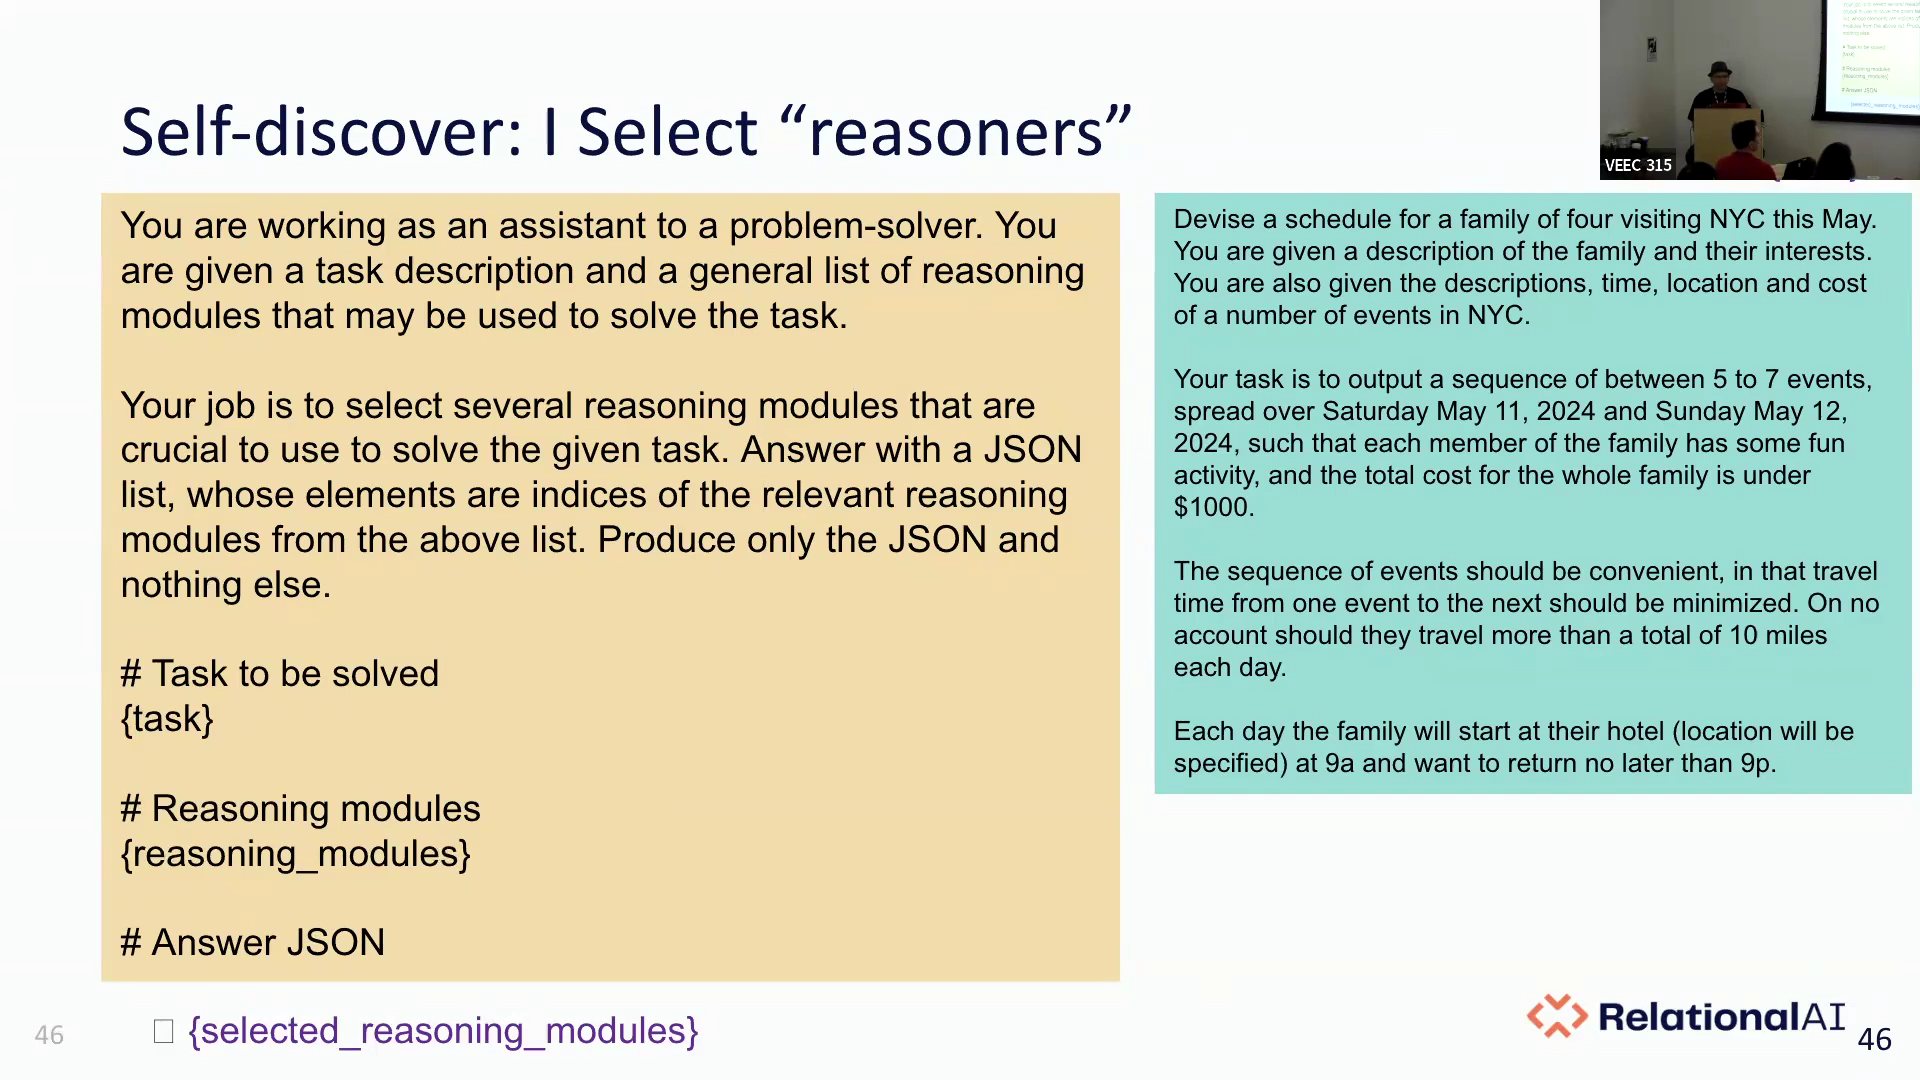 Self-discover: I Select “reasoners”
You are working as an assistant to a problem-solver. You
are given a task description and a general list of reasoning
modules that may be used to solve the task.
Your job is to select several reasoning modules that are
crucial to use to solve the given task. Answer with a JSON
list, whose elements are indices of the relevant reasoning
modules from the above list. Produce only the JSON and
nothing else.
# Task to be solved
{task}
# Reasoning modules
{reasoning_modules}
# Answer JSON
{selected_reasoning_modules}
46
Devise a schedule for a family of four visiting NYC this May.
You are given a description of the family and their interests.
You are also given the descriptions, time, location and cost
of a number of events in NYC.
Your task is to output a sequence of between 5 to 7 events,
spread over Saturday May 11, 2024 and Sunday May 12,
2024, such that each member of the family has some fun
activity, and the total cost for the whole family is under
$1000.
The sequence of events should be convenient, in that travel
time from one event to the next should be minimized. On no
account should they travel more than a total of 10 miles
each day.
Each day the family will start at their hotel (location will be
specified) at 9a and want to return no later than 9p.
RelationalAI
46
VEEC 315
# Task to be solved
{task}
# Reasoning modules
{reasoning_modules}
# Answer JSON